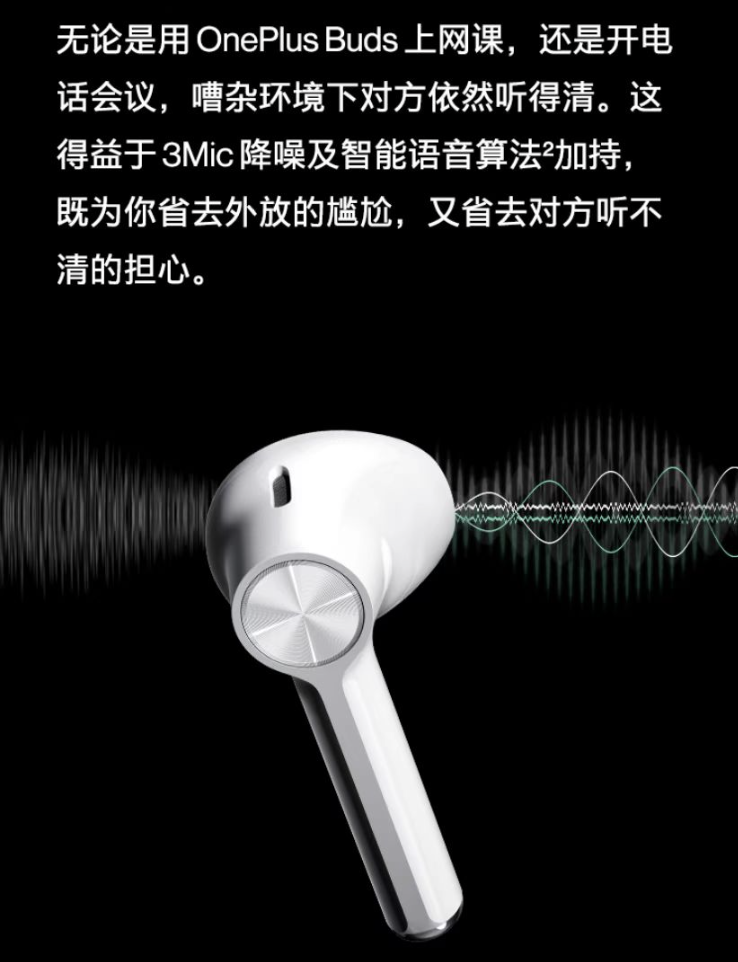 无论是用 OnePlus Buds 上网课，还是开电
话会议，嘈杂环境下对方依然听得清。这
得益于 3Mic 降噪及智能语音算法²加持，
既为你省去外放的尴尬，又省去对方听不
清的担心。